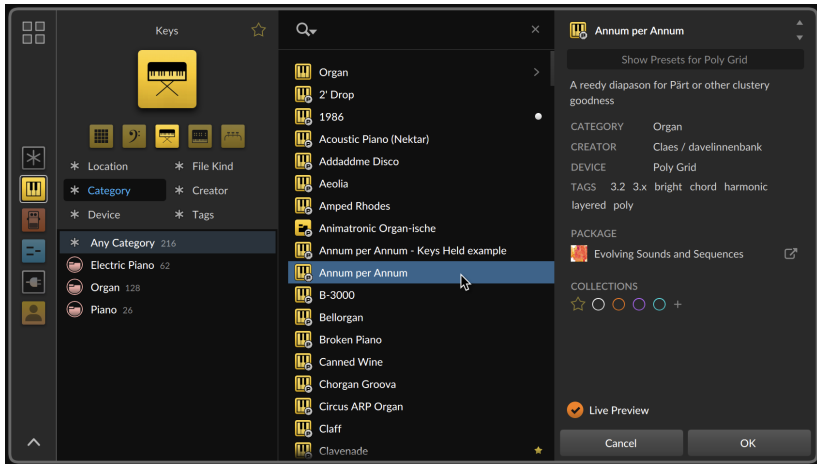 Keys
* Location
* File Kind
* Category
* Creator
* Device
* Tags
* Any Category 216
Electric Piano 62
Organ 128
Piano 26
Organ
2' Drop
1986
Acoustic Piano (Nektar)
Addaddme Disco
Aeolia
Amped Rhodes
Animatronic Organ-ische
Annum per Annum - Keys Held example
Annum per Annum
B-3000
Bellorgan
Broken Piano
Canned Wine
Chorgan Groova
Circus ARP Organ
Claff
Clavenade
Annum per Annum
Show Presets for Poly Grid
A reedy diapason for Pärt or other clustery
goodness
CATEGORY Organ
CREATOR Claes / davelinnenbank
DEVICE Poly Grid
TAGS 3.2 3.x bright chord harmonic
layered poly
PACKAGE
Evolving Sounds and Sequences
COLLECTIONS
Live Preview
Cancel
OK